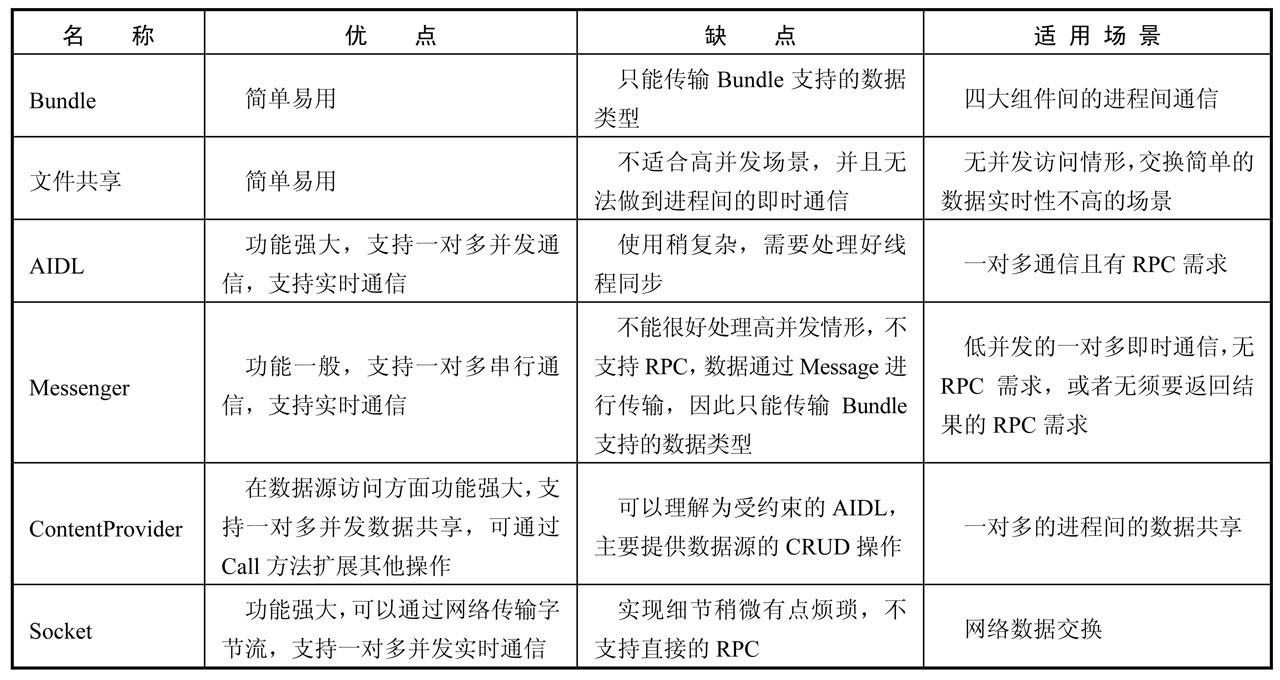 名 称
优 点
缺 点
适 用 场 景
Bundle
简单易用
只能传输 Bundle 支持的数据
类型
四大组件间的进程间通信
文件共享
简单易用
不适合高并发场景，并且无
法做到进程间的即时通信
无并发访问情形，交换简单的
数据实时性不高的场景
AIDL
功能强大，支持一对多并发通
信，支持实时通信
使用稍复杂，需要处理好线
程同步
一对多通信且有 RPC 需求
Messenger
功能一般，支持一对多串行通
信，支持实时通信
不能很好处理高并发情形，不
支持 RPC，数据通过 Message 进
行传输，因此只能传输 Bundle
支持的数据类型
低并发的一对多即时通信，无
RPC 需求，或者无须要返回结
果的 RPC 需求
ContentProvider
在数据源访问方面功能强大，支
持一对多并发数据共享，可通过
Call 方法扩展其他操作
可以理解为受约束的 AIDL，
主要提供数据源的 CRUD 操作
一对多的进程间的数据共享
Socket
功能强大，可以通过网络传输字
节流，支持一对多并发实时通信
实现细节稍微有点烦琐，不
支持直接的 RPC
网络数据交换